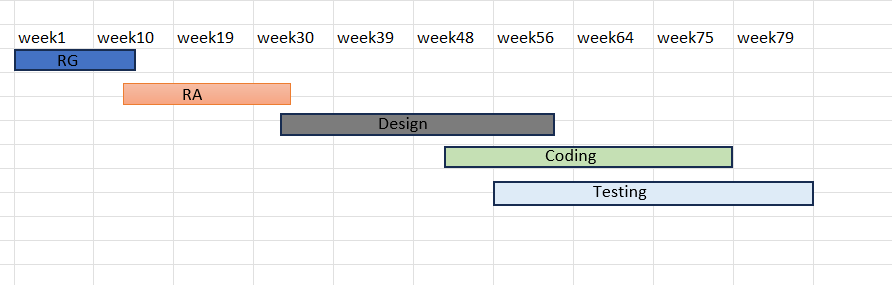 week1 week10 week19 week30 week39 week48 week56 week64 week75 week79
RG
RA
Design
Coding
Testing